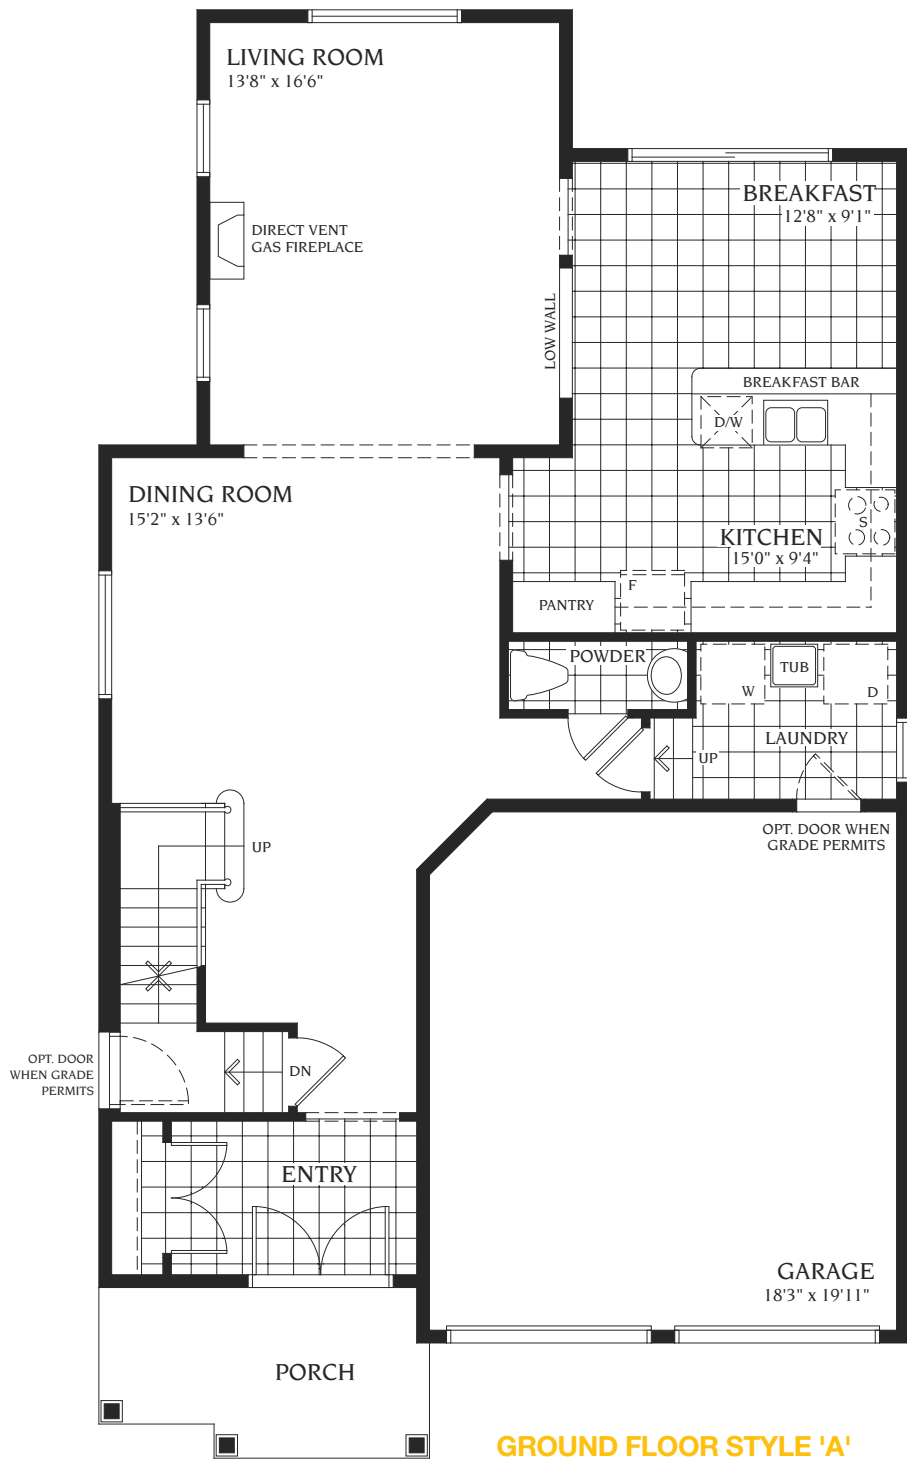 LIVING ROOM
13'8" x 16'6"
BREAKFAST
12'8" x 9'1"
DIRECT VENT
GAS FIREPLACE
LOW WALL
BREAKFAST BAR
D/W
DINING ROOM
15'2" x 13'6"
S
KITCHEN
15'0" x 9'4"
F
PANTRY
POWDER
TUB
W
D
LAUNDRY
UP
OPT. DOOR WHEN
GRADE PERMITS
UP
OPT. DOOR
WHEN GRADE
PERMITS
DN
ENTRY
GARAGE
18'3" x 19'11"
PORCH
GROUND FLOOR STYLE 'A'